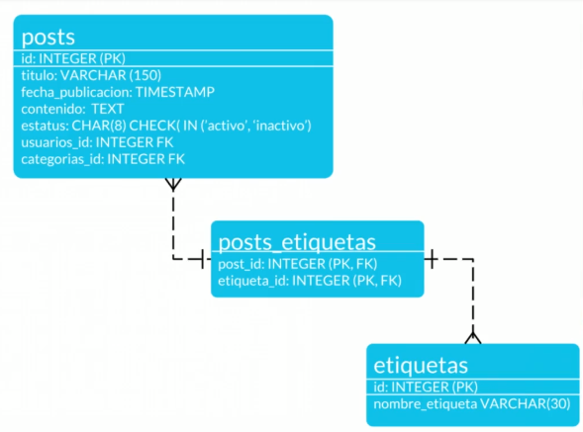 posts
id: INTEGER (PK)
titulo: VARCHAR (150)
fecha_publicacion: TIMESTAMP
contenido: TEXT
estatus: CHAR(8) CHECK( IN ('activo', 'inactivo')
usuarios_id: INTEGER FK
categorias_id: INTEGER FK
posts_etiquetas
post_id: INTEGER (PK, FK)
etiqueta_id: INTEGER (PK, FK)
etiquetas
id: INTEGER (PK)
nombre_etiqueta VARCHAR(30)